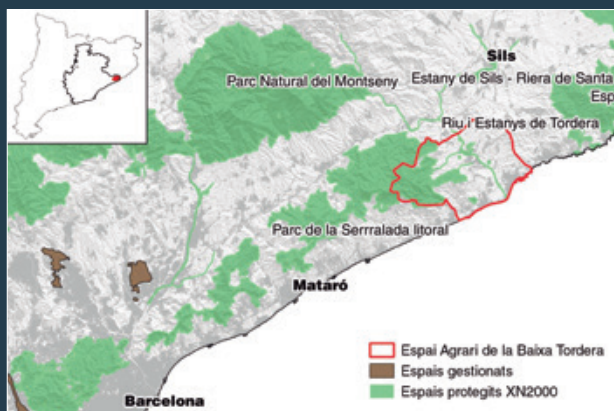 Sils
Parc Natural del Montseny
Estany de Sils - Riera de Santa
Esp
Riu i Estanys de Tordera
Parc de la Serrralada litoral
Mataró
Barcelona
Espai Agrari de la Baixa Tordera
Espais gestionats
Espais protegits XN2000